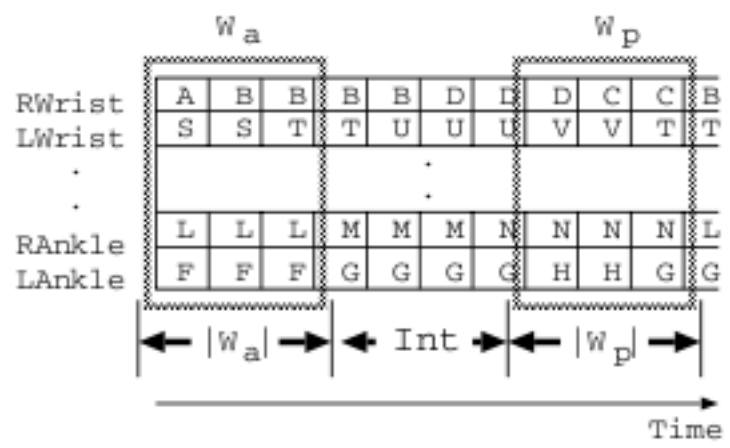 W a W p
RWrist A B B B B D D D C C B
LWrist S S T T U U U V V T T
. .
. .
RAnkle L L L M M M N N N N L
LAnkle F F F G G G G H H G G
|W a| Int |W p|
Time